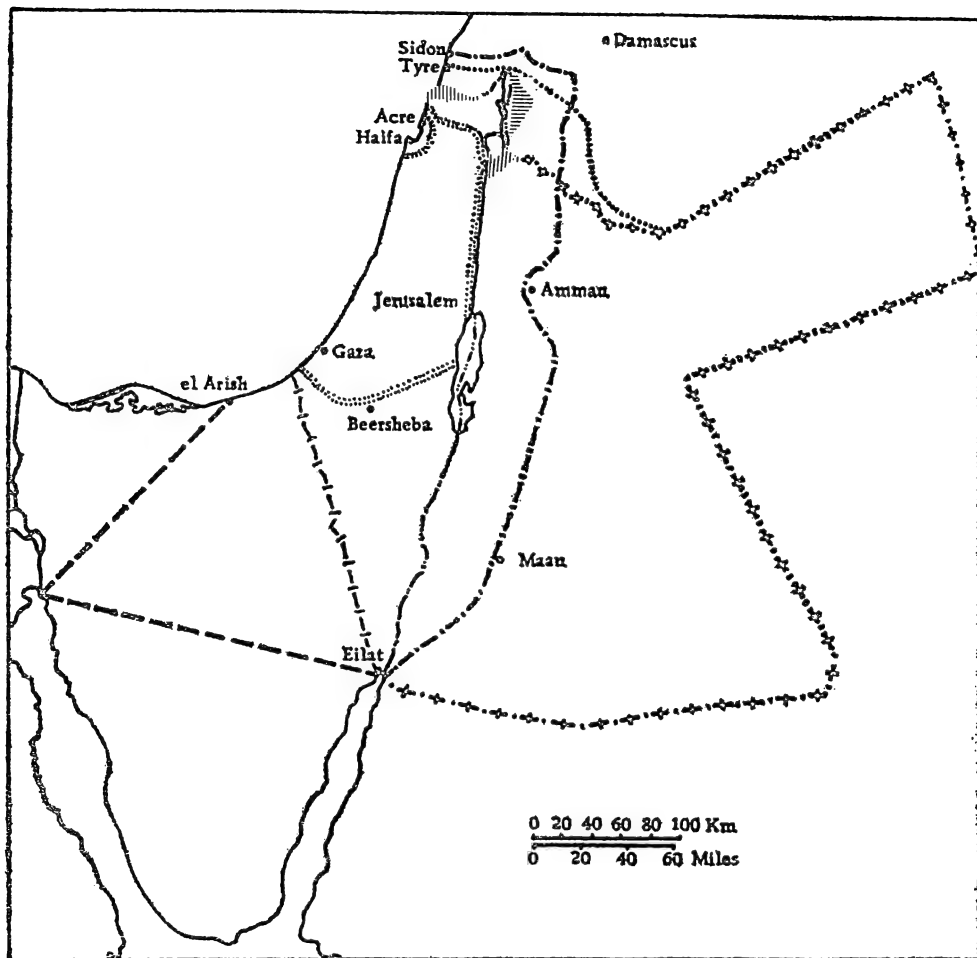 Damascus
Sidon
Tyre
Acre
Haifa
Amman
Jerusalem
Gaza
el Arish
Beersheba
Maan
Eilat
0 20 40 60 80 100 Km
0 20 40 60 Miles